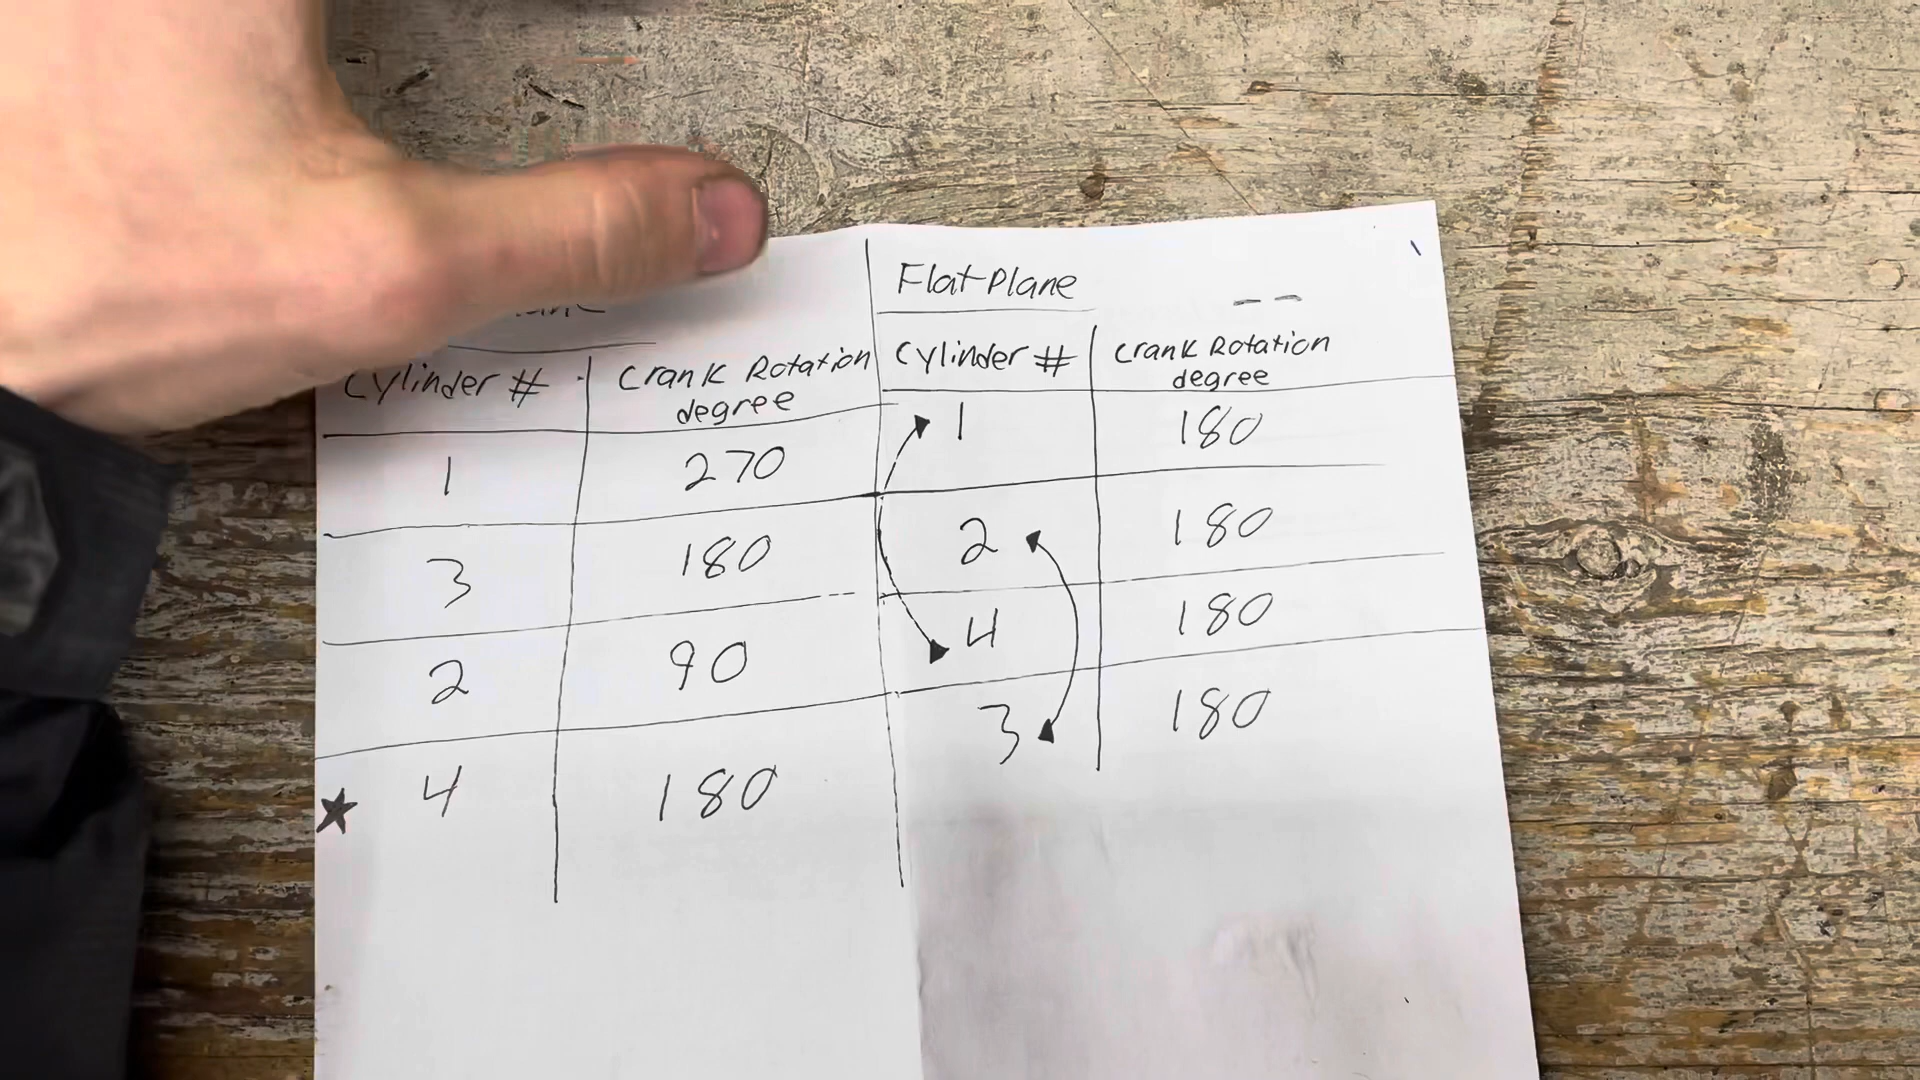 Flat Plane
Cylinder # Crank Rotation degree
1 270
3 180
2 90
4 180
Cylinder # Crank Rotation degree
1 180
2 180
4 180
3 180